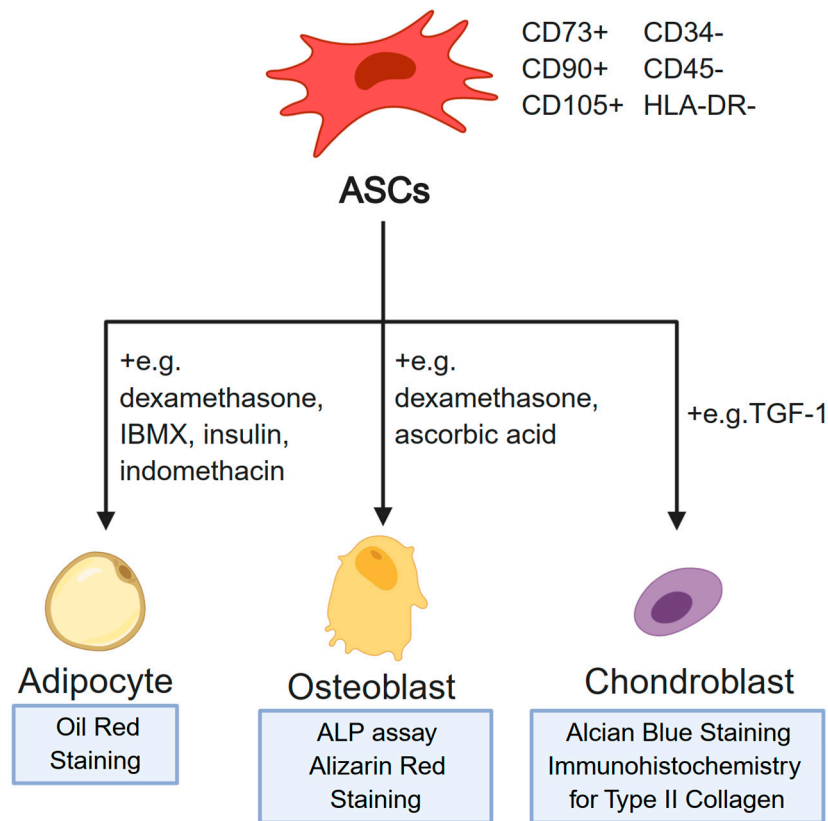 CD73+ CD34-
CD90+ CD45-
CD105+ HLA-DR-
ASCs
+e.g.
dexamethasone,
IBMX, insulin,
indomethacin
+e.g.
dexamethasone,
ascorbic acid
+e.g.TGF-1
Adipocyte
Oil Red
Staining
Osteoblast
ALP assay
Alizarin Red
Staining
Chondroblast
Alcian Blue Staining
Immunohistochemistry
for Type II Collagen